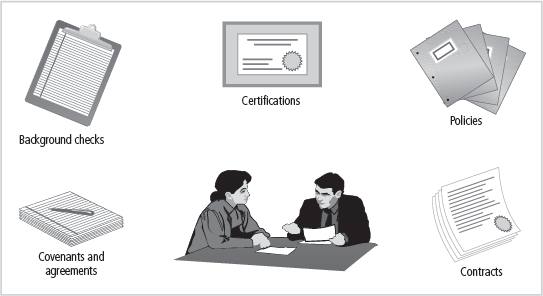 Certifications
Policies
Background checks
Covenants and
agreements
Contracts